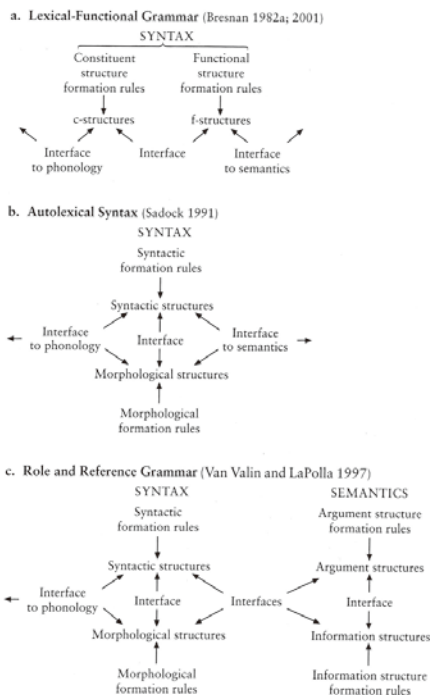 a. Lexical-Functional Grammar (Bresnan 1982a; 2001)
SYNTAX
Constituent Functional
structure structure
formation rules formation rules
c-structures f-structures
Interface Interface Interface
to phonology to semantics
b. Autolexical Syntax (Sadock 1991)
SYNTAX
Syntactic
formation rules
Syntactic structures
Interface Interface Interface
to phonology to semantics
Morphological structures
Morphological
formation rules
c. Role and Reference Grammar (Van Valin and LaPolla 1997)
SYNTAX SEMANTICS
Syntactic Argument structure
formation rules formation rules
Syntactic structures Argument structures
Interface Interface Interfaces Interface
to phonology
Morphological structures Information structures
Morphological Information structure
formation rules formation rules